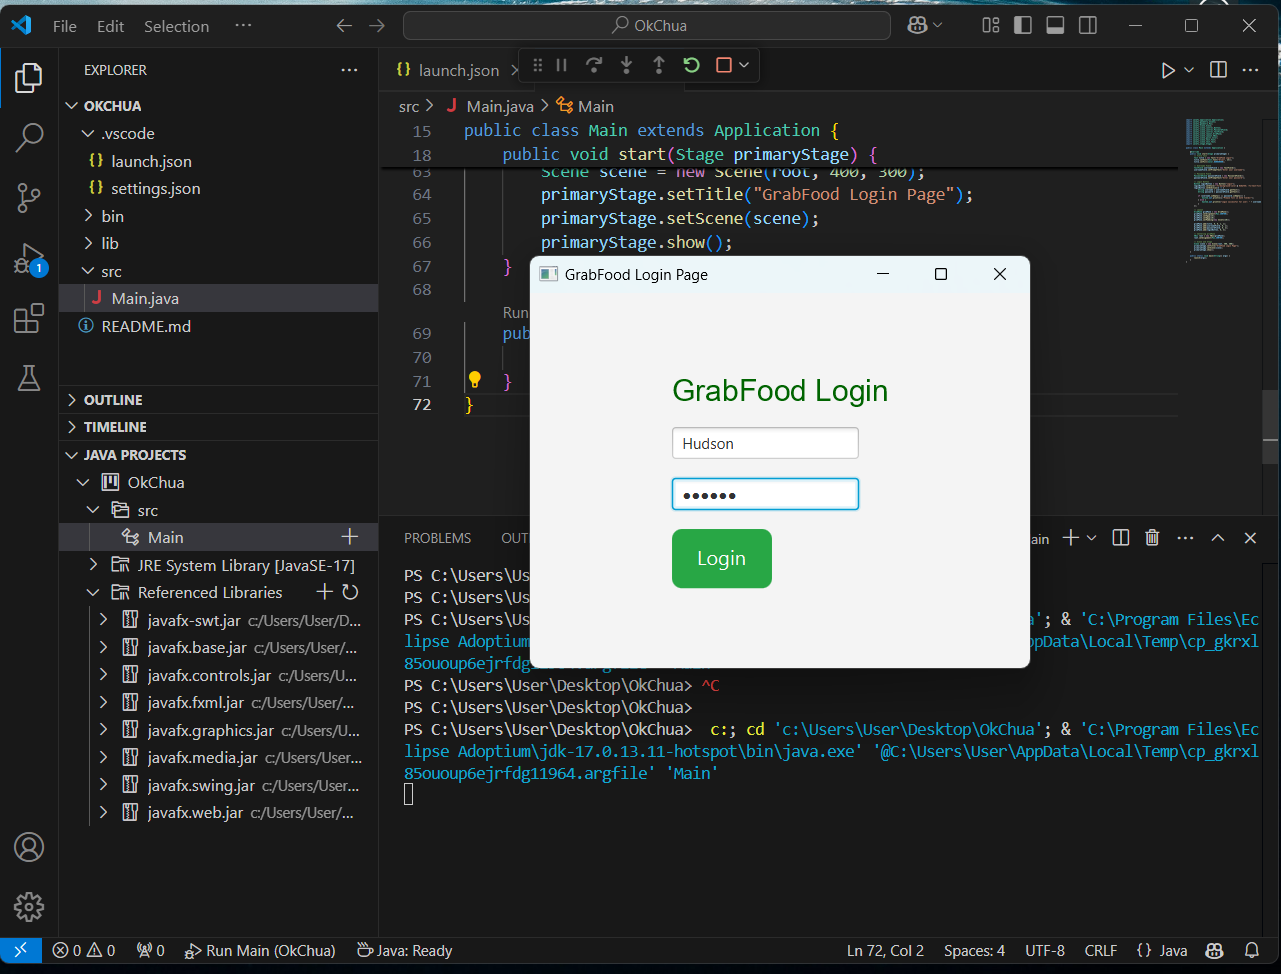 File Edit Selection ··· OkChua
EXPLORER ···
OKCHUA
.vscode
{} launch.json
{} settings.json
bin
lib
src
J Main.java
README.md
OUTLINE
TIMELINE
JAVA PROJECTS
OkChua
src
Main
JRE System Library [JavaSE-17]
Referenced Libraries
javafx-swt.jar c:/Users/User/D...
javafx.base.jar c:/Users/User/...
javafx.controls.jar c:/Users/U...
javafx.fxml.jar c:/Users/User/...
javafx.graphics.jar c:/Users/U...
javafx.media.jar c:/Users/User...
javafx.swing.jar c:/Users/User...
javafx.web.jar c:/Users/User/...
1
{} launch.json
src > J Main.java > Main
15 public class Main extends Application {
18 public void start(Stage primaryStage) {
63 Scene scene = new Scene(root, 400, 300);
64 primaryStage.setTitle("GrabFood Login Page");
65 primaryStage.setScene(scene);
66 primaryStage.show();
67 }
68
Run
69 pub
70
71 }
72 }
GrabFood Login Page
GrabFood Login
Hudson
••••••
Login
PROBLEMS OUT ain
PS C:\Users\Us
PS C:\Users\Us
PS C:\Users\Us a'; & 'C:\Program Files\Ec
lipse Adoptium ppData\Local\Temp\cp_gkrxl
85ououp6ejrfdg
PS C:\Users\User\Desktop\OkChua> ^C
PS C:\Users\User\Desktop\OkChua>
PS C:\Users\User\Desktop\OkChua> c:; cd 'c:\Users\User\Desktop\OkChua'; & 'C:\Program Files\Ec
lipse Adoptium\jdk-17.0.13.11-hotspot\bin\java.exe' '@C:\Users\User\AppData\Local\Temp\cp_gkrxl
85ououp6ejrfdg11964.argfile' 'Main'
0 0 0 Run Main (OkChua) Java: Ready Ln 72, Col 2 Spaces: 4 UTF-8 CRLF {} Java